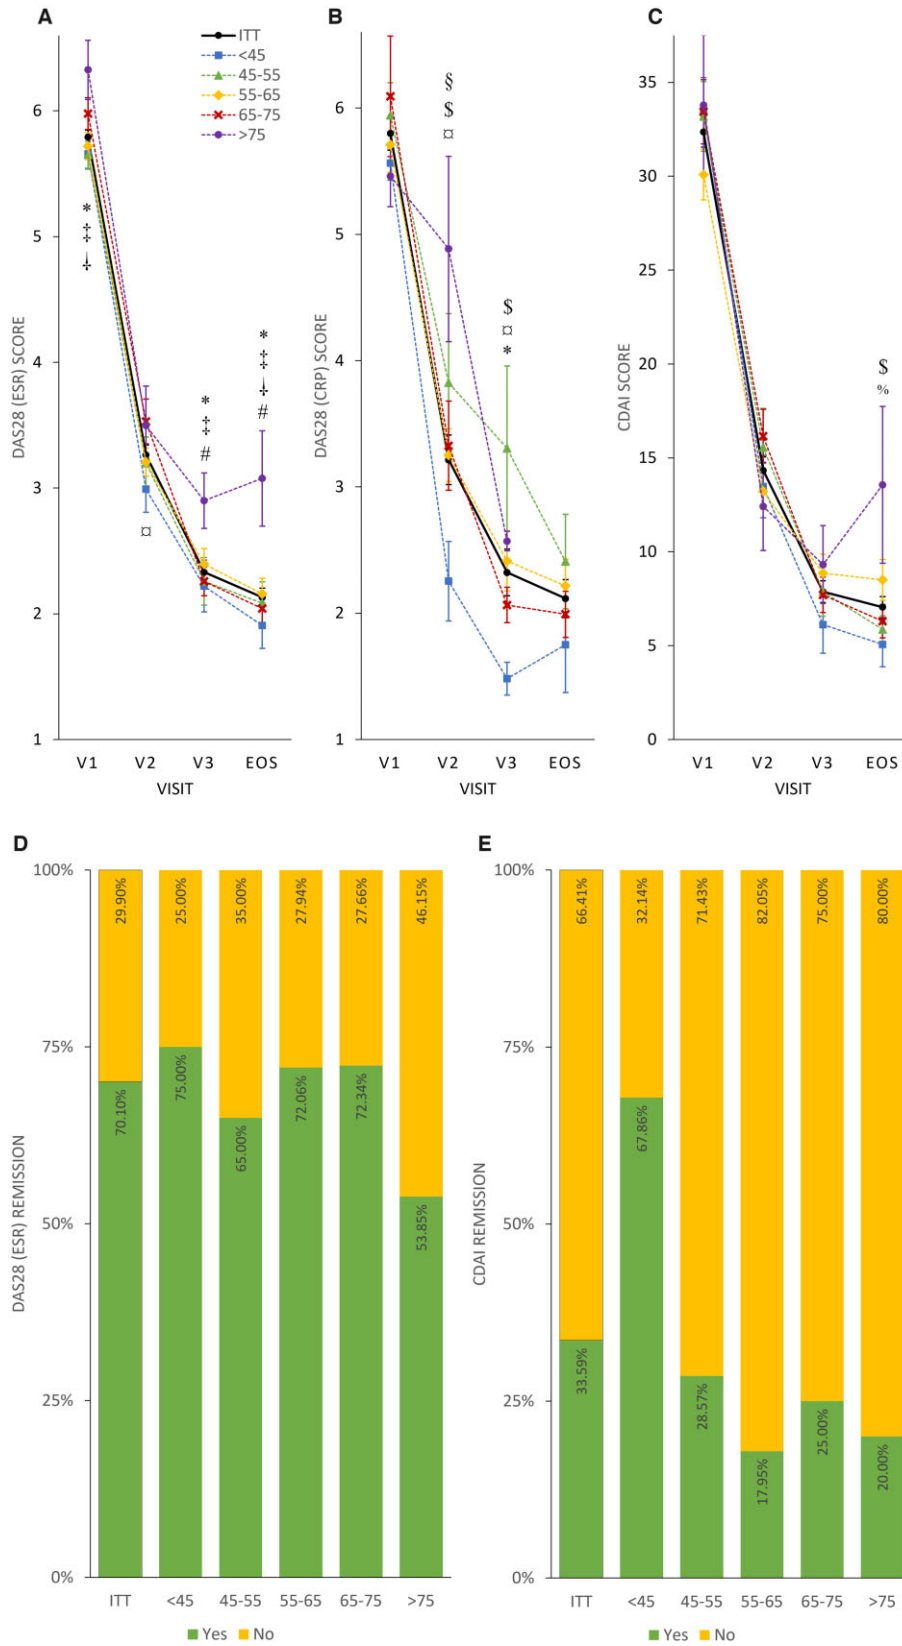 A
B
C
ITT
<45
45-55
55-65
65-75
>75
DAS28 (ESR) SCORE
6
5
4
3
2
1
*
‡
‡
⸸
¤
*
‡
#
*
‡
‡
⸸
#
V1 V2 V3 EOS
VISIT
DAS28 (CRP) SCORE
6
5
4
3
2
1
§
$
¤
$
¤
*
V1 V2 V3 EOS
VISIT
CDAI SCORE
35
30
25
20
15
10
5
0
$
%
V1 V2 V3 EOS
VISIT
D
DAS28 (ESR) REMISSION
100%
75%
50%
25%
0%
29.90% 25.00% 35.00% 27.94% 27.66% 46.15%
70.10% 75.00% 65.00% 72.06% 72.34% 53.85%
ITT <45 45-55 55-65 65-75 >75
Yes No
E
CDAI REMISSION
100%
75%
50%
25%
0%
66.41% 32.14% 71.43% 82.05% 75.00% 80.00%
33.59% 67.86% 28.57% 17.95% 25.00% 20.00%
ITT <45 45-55 55-65 65-75 >75
Yes No